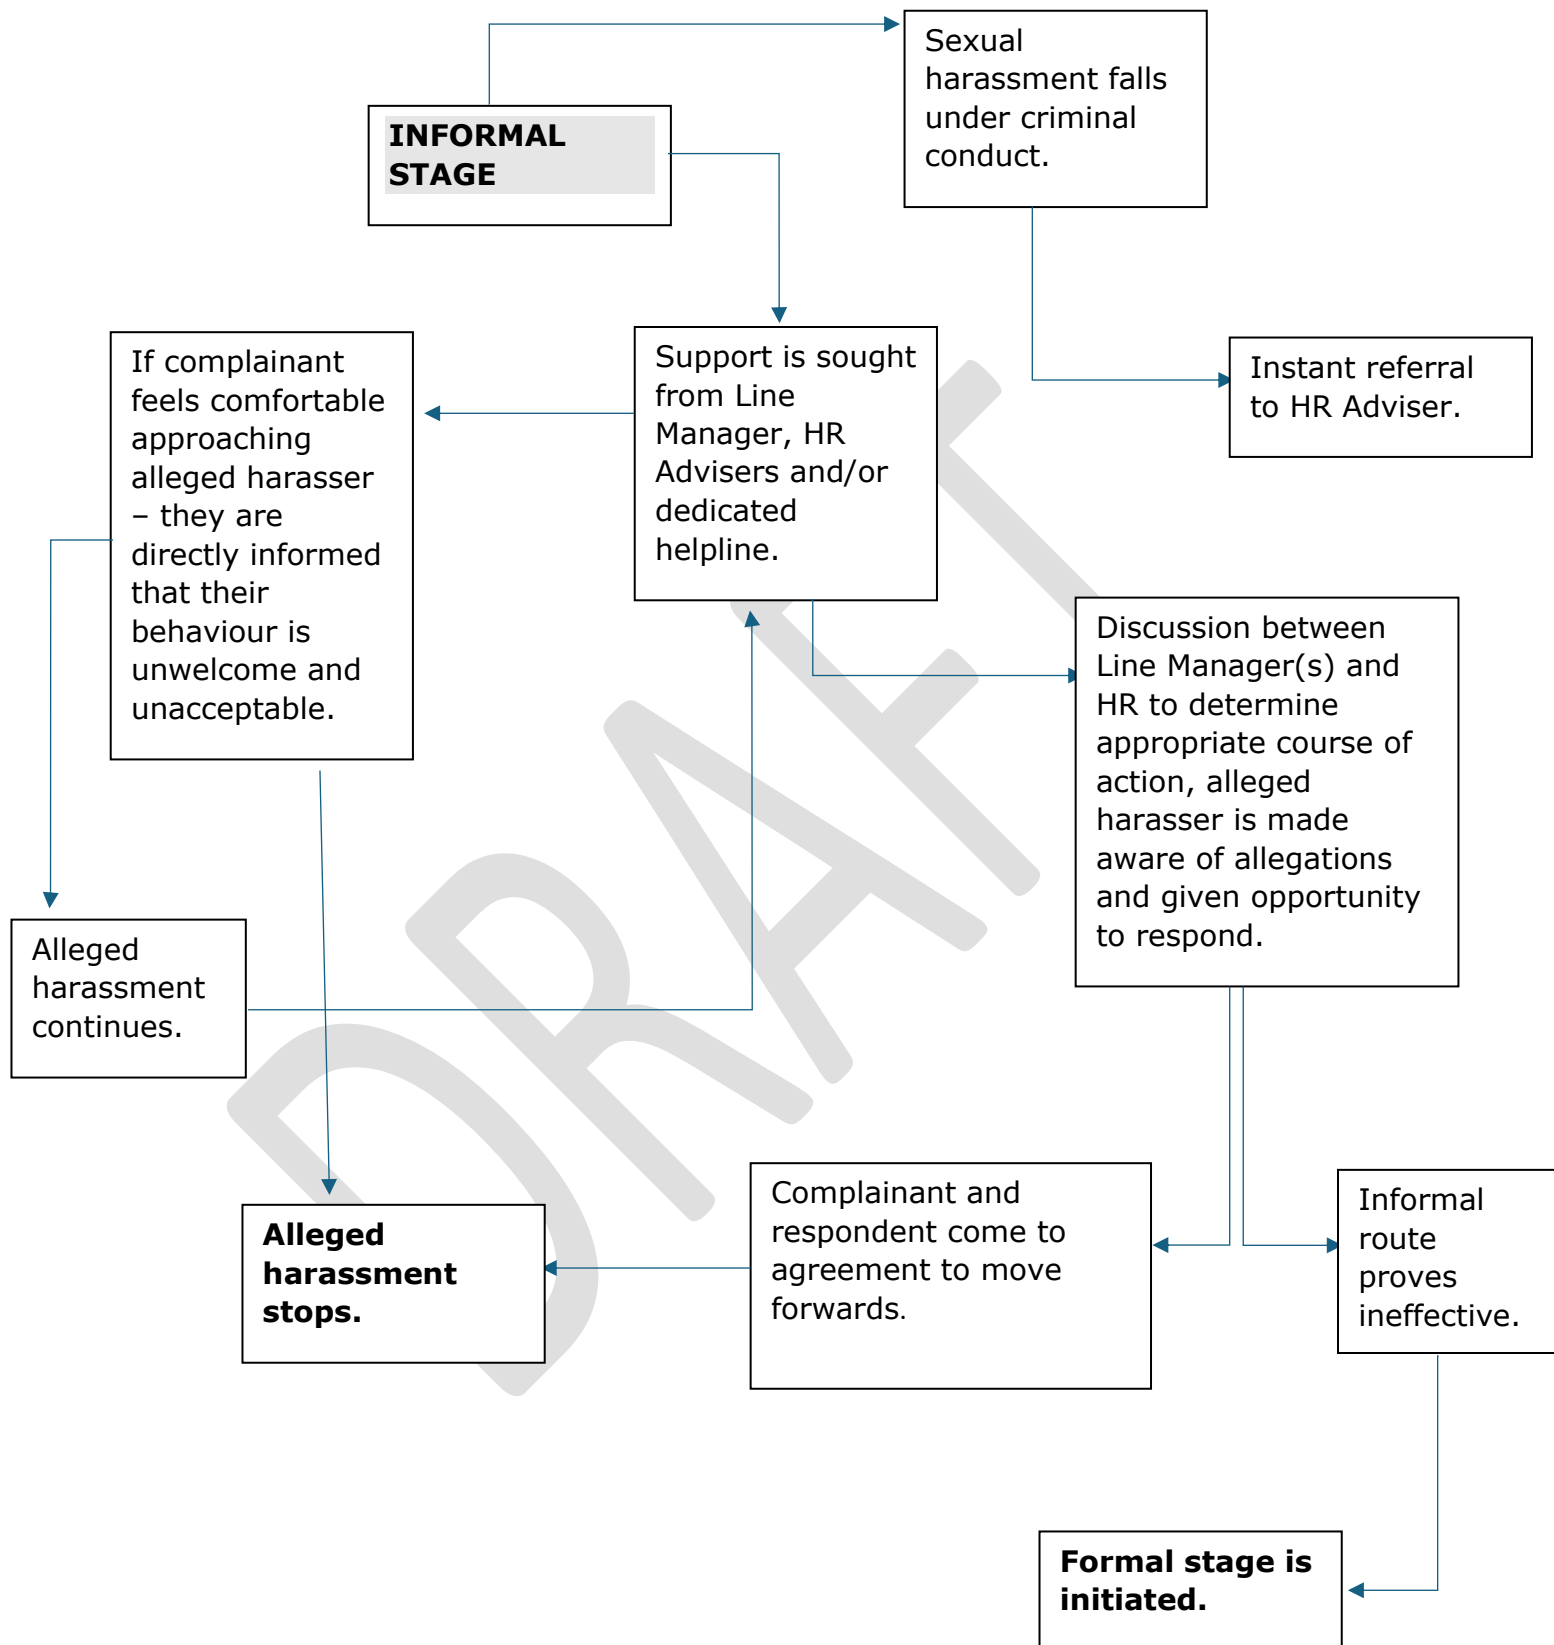 Sexual
harassment falls
under criminal
conduct.
INFORMAL
STAGE
If complainant
feels comfortable
approaching
alleged harasser
– they are
directly informed
that their
behaviour is
unwelcome and
unacceptable.
Support is sought
from Line
Manager, HR
Advisers and/or
dedicated
helpline.
Instant referral
to HR Adviser.
Discussion between
Line Manager(s) and
HR to determine
appropriate course of
action, alleged
harasser is made
aware of allegations
and given opportunity
to respond.
Alleged
harassment
continues.
Alleged
harassment
stops.
Complainant and
respondent come to
agreement to move
forwards.
Informal
route
proves
ineffective.
Formal stage is
initiated.
DRAFT